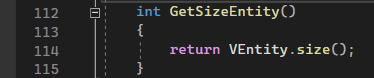 112 int GetSizeEntity()
113 {
114 return VEntity.size();
115 }